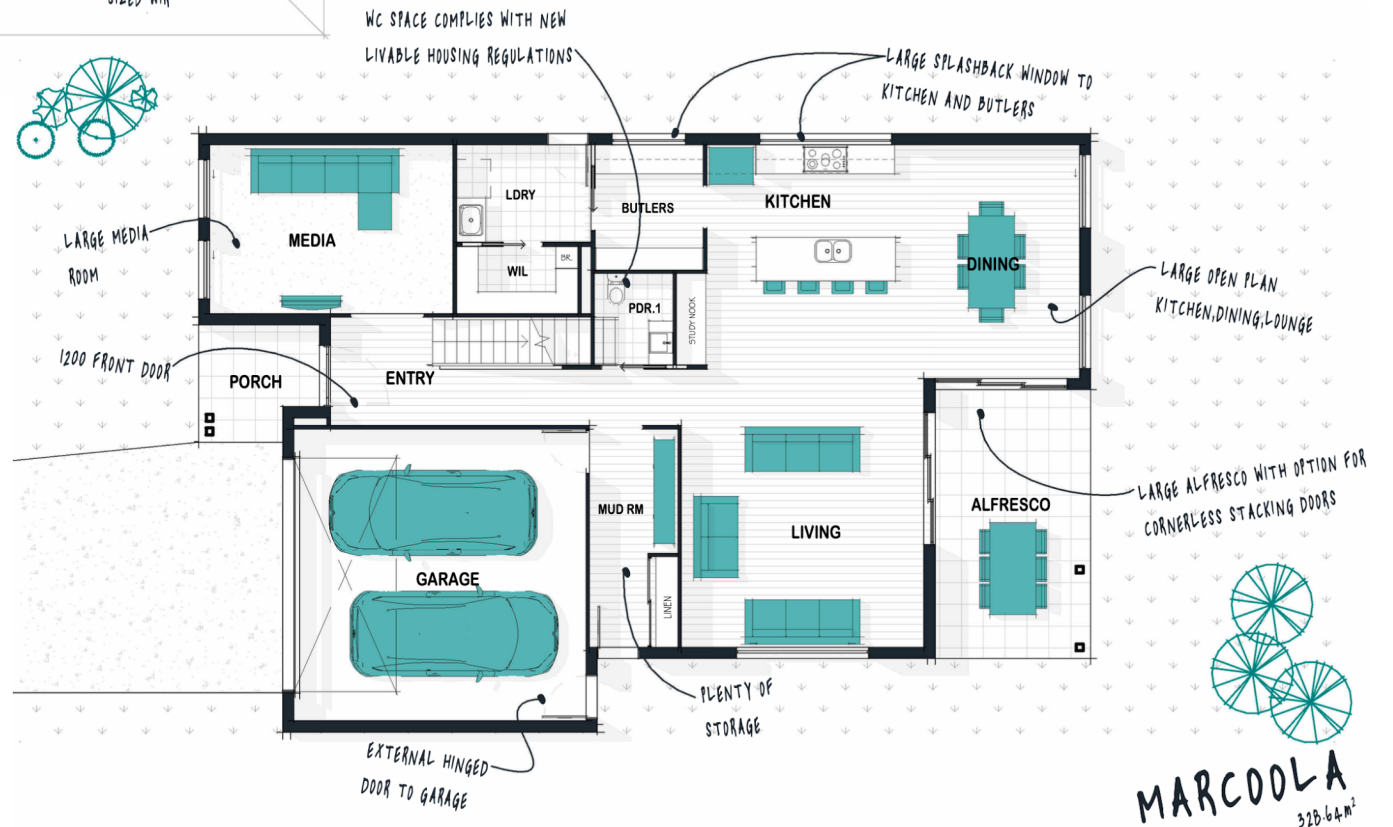 SIZED WIR
WC SPACE COMPLIES WITH NEW
LIVABLE HOUSING REGULATIONS
LARGE SPLASHBACK WINDOW TO
KITCHEN AND BUTLERS
LDRY
BUTLERS
KITCHEN
MEDIA
LARGE MEDIA
ROOM
WIL
BR.
DINING
LARGE OPEN PLAN
KITCHEN,DINING,LOUNGE
PDR.1
STUDY NOOK
1200 FRONT DOOR
PORCH
ENTRY
LARGE ALFRESCO WITH OPTION FOR
CORNERLESS STACKING DOORS
ALFRESCO
MUD RM
LIVING
GARAGE
LINEN
PLENTY OF
STORAGE
EXTERNAL HINGED
DOOR TO GARAGE
MARCOOLA
328.64m²